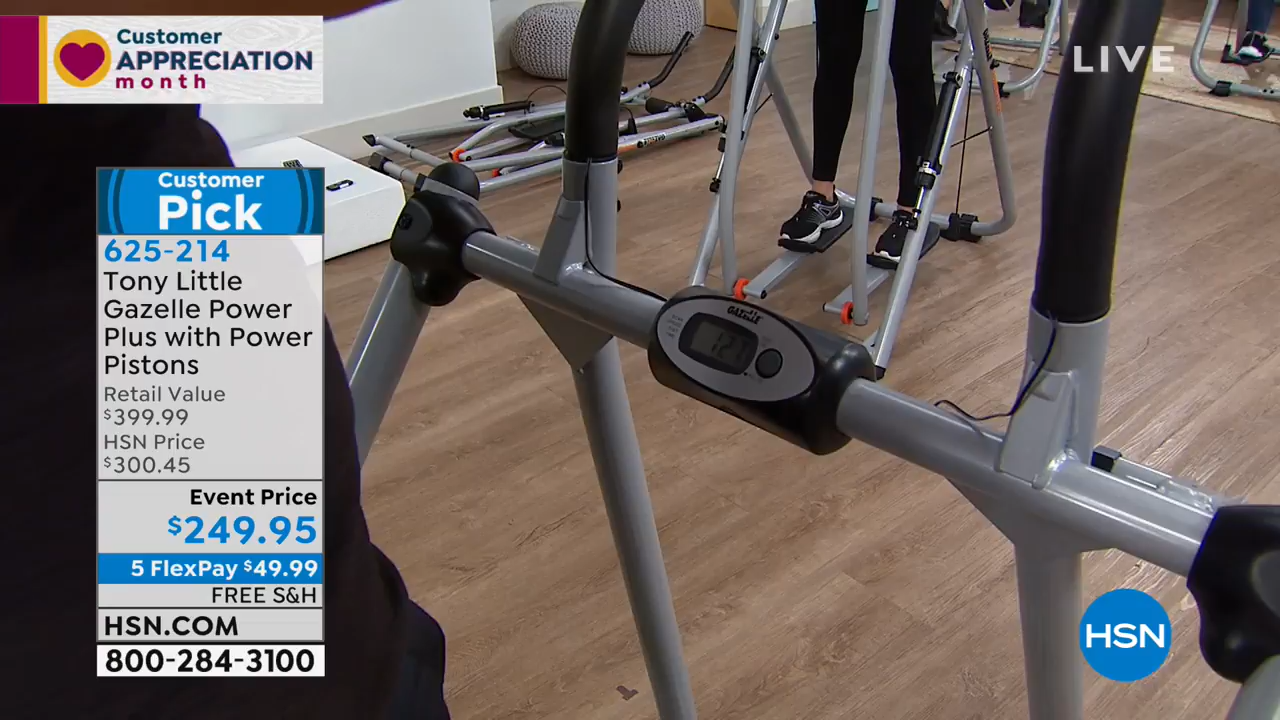 Customer
APPRECIATION
month
LIVE
Customer
Pick
625-214
Tony Little
Gazelle Power
Plus with Power
Pistons
Retail Value
$399.99
HSN Price
$300.45
Event Price
$249.95
5 FlexPay $49.99
FREE S&H
HSN.COM
800-284-3100
GAZELLE
HSN